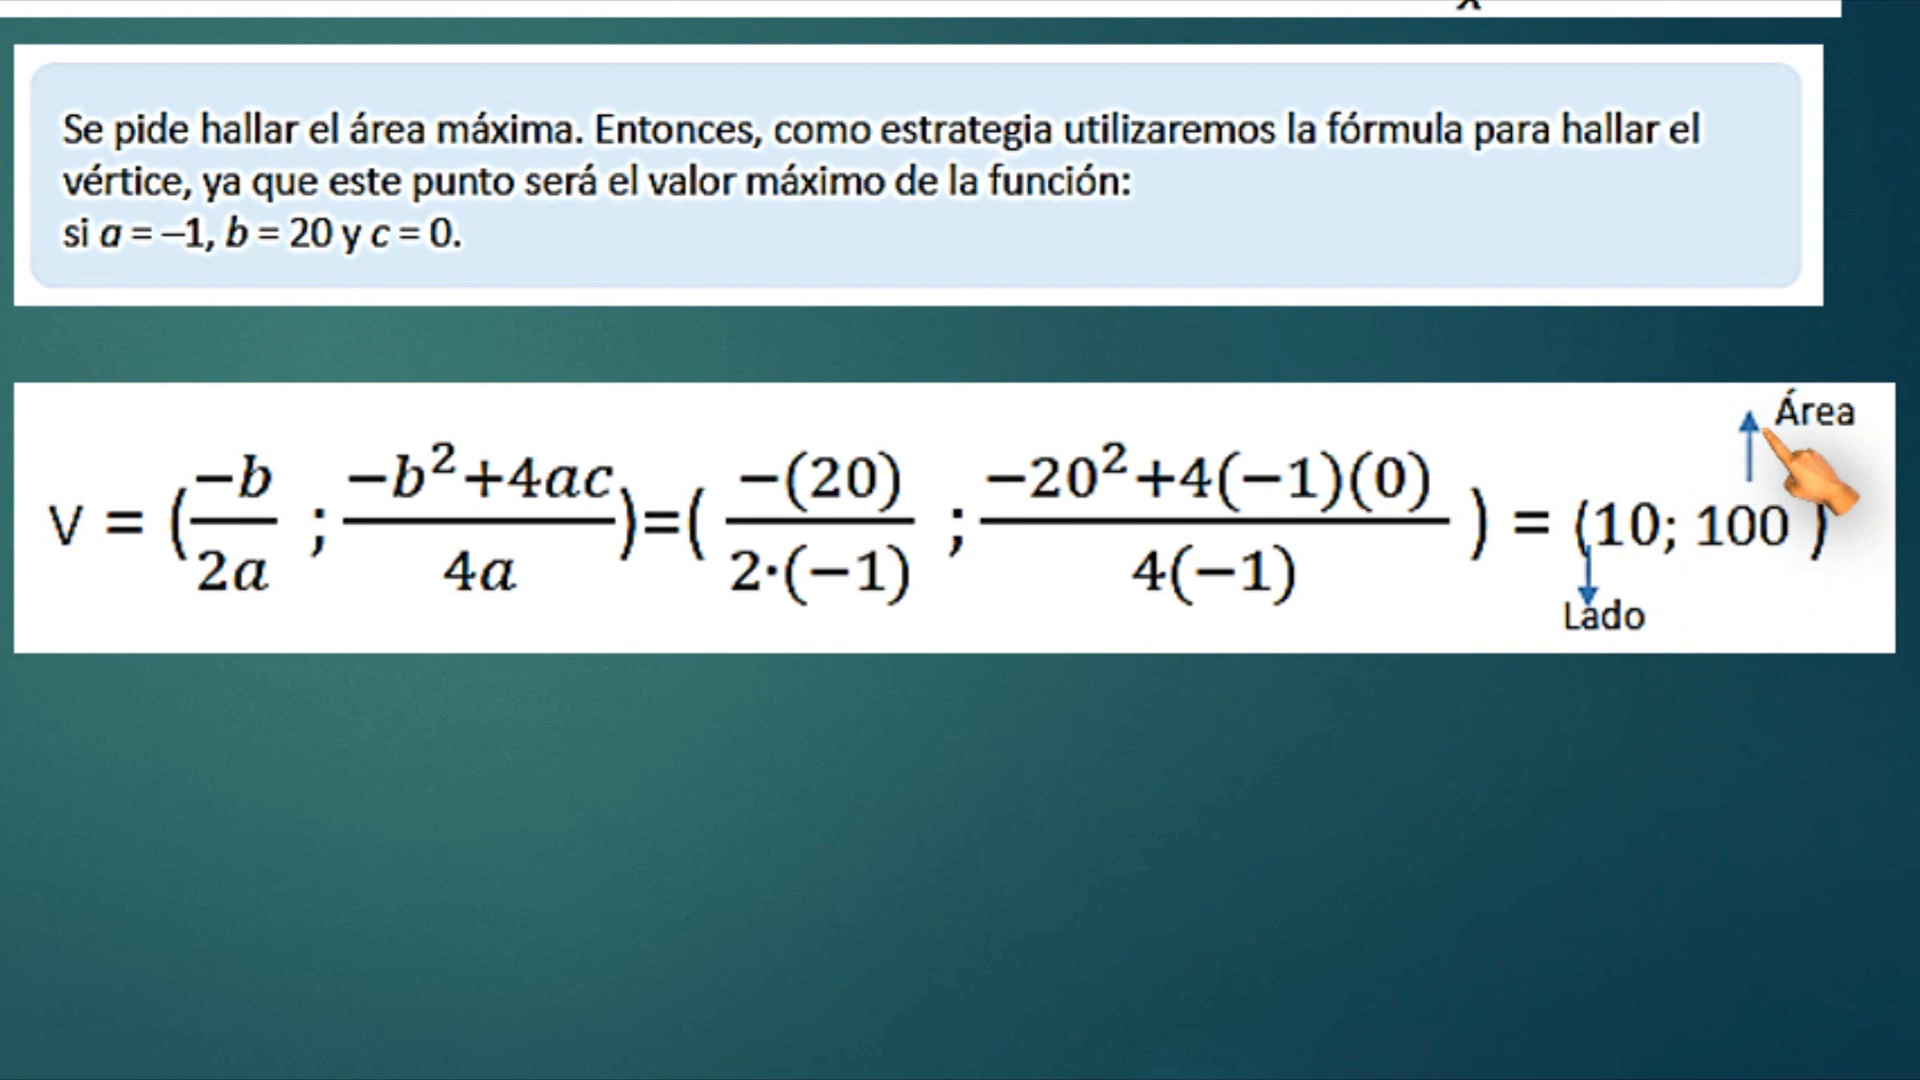 x
Se pide hallar el área máxima. Entonces, como estrategia utilizaremos la fórmula para hallar el
vértice, ya que este punto será el valor máximo de la función:
si a = –1, b = 20 y c = 0.
Área
V = (−b/2a ; −b²+4ac/4a)=( −(20)/2·(−1) ; −20²+4(−1)(0)/4(−1) ) = (10; 100 )
Lado